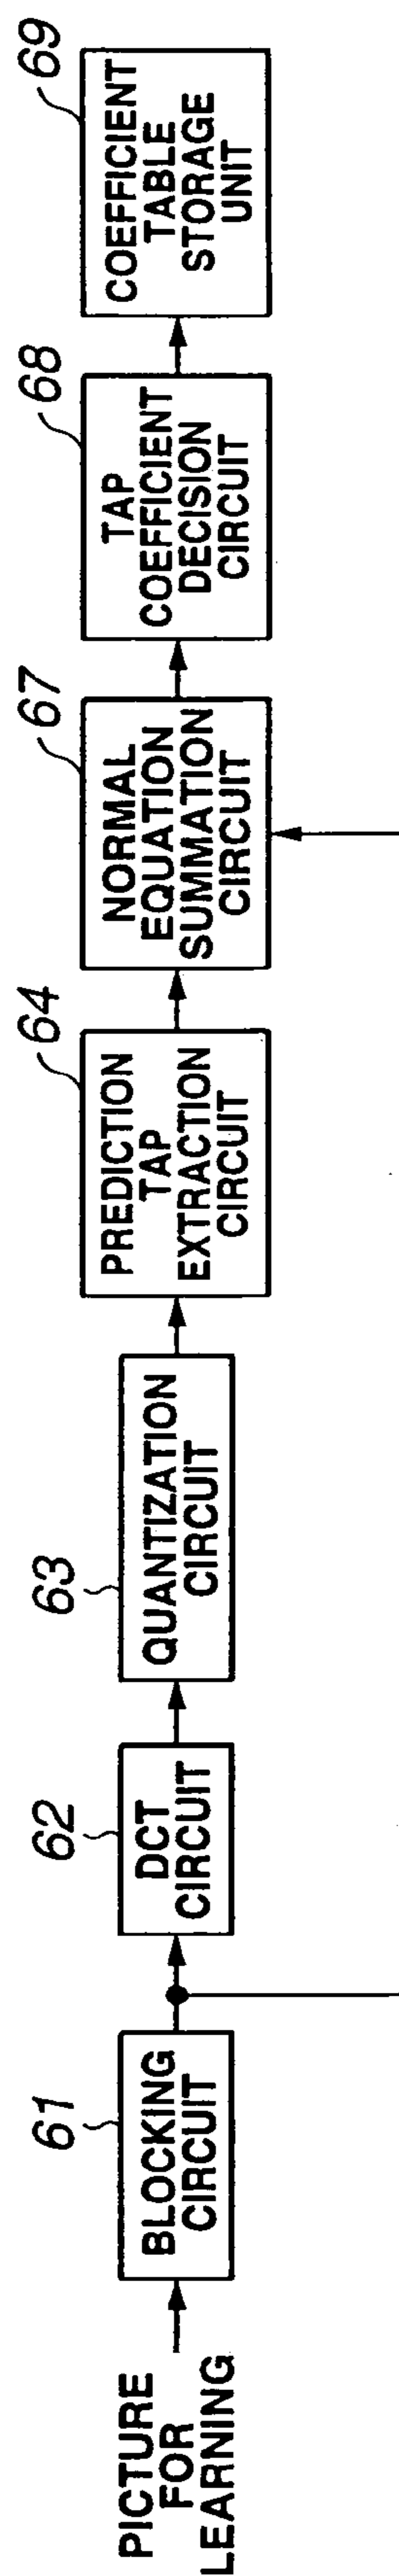 PICTURE
FOR
LEARNING
61
BLOCKING
CIRCUIT
62
DCT
CIRCUIT
63
QUANTIZATION
CIRCUIT
64
PREDICTION
TAP
EXTRACTION
CIRCUIT
67
NORMAL
EQUATION
SUMMATION
CIRCUIT
68
TAP
COEFFICIENT
DECISION
CIRCUIT
69
COEFFICIENT
TABLE
STORAGE
UNIT